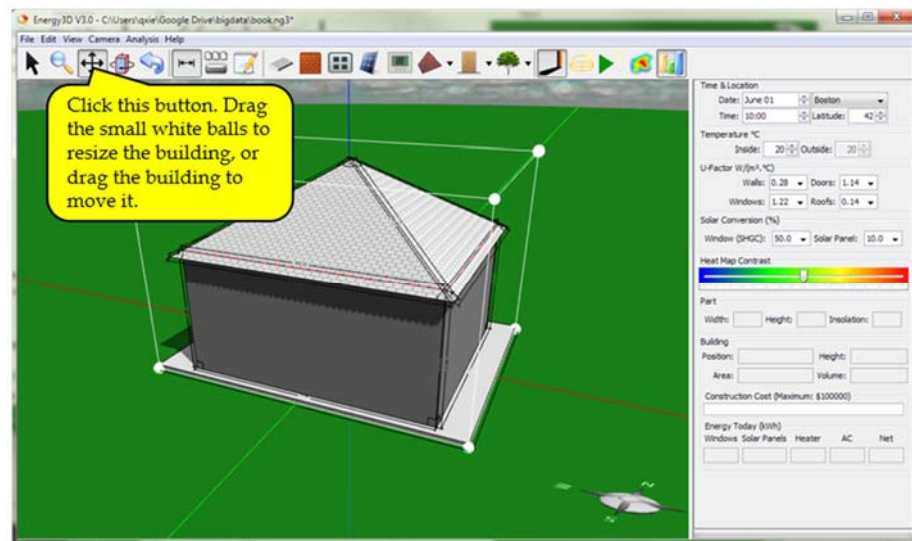 Energy3D V3.0 - C:\Users\qxie\Google Drive\bigdata\book.ng3*
File Edit View Camera Analysis Help
Click this button. Drag
the small white balls to
resize the building, or
drag the building to
move it.
Time & Location
Date: June 01 Boston
Time: 10:00 Latitude: 42
Temperature °C
Inside: 20 Outside: 20
U-Factor W/(m².°C)
Walls: 0.28 Doors: 1.14
Windows: 1.22 Roofs: 0.14
Solar Conversion (%)
Window (SHGC): 50.0 Solar Panel: 10.0
Heat Map Contrast
Part
Width: Height: Insolation:
Building
Position: Height:
Area: Volume:
Construction Cost (Maximum: $100000)
Energy Today (kWh)
Windows Solar Panels Heater AC Net
N
S